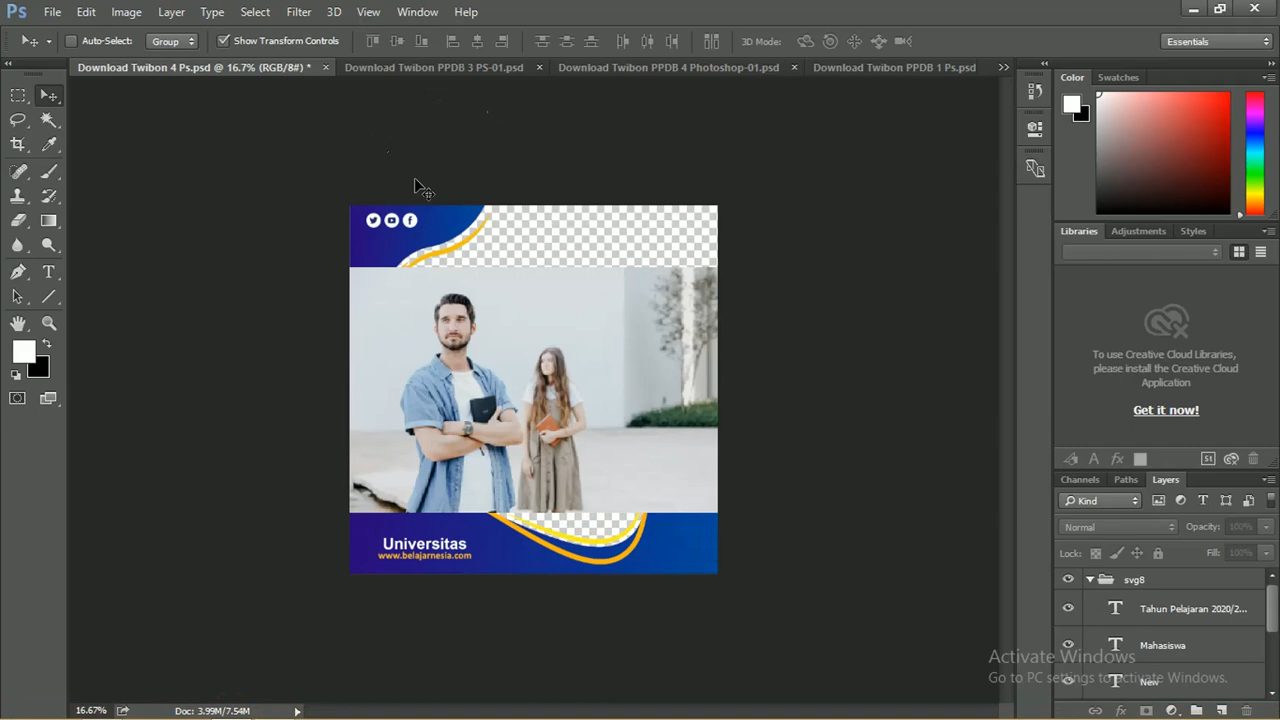 Ps File Edit Image Layer Type Select Filter 3D View Window Help
Auto-Select: Group Show Transform Controls 3D Mode: Essentials
Download Twibon 4 Ps.psd @ 16.7% (RGB/8#) * × Download Twibon PPDB 3 PS-01.psd × Download Twibon PPDB 4 Photoshop-01.psd × Download Twibon PPDB 1 Ps.psd >>
Color Swatches
Libraries Adjustments Styles
To use Creative Cloud Libraries,
please install the Creative Cloud
Application
Get it now!
St
Channels Paths Layers
Kind
Normal Opacity: 100%
Lock: Fill: 100%
svg8
T Tahun Pelajaran 2020/2...
T Mahasiswa
T New
fx
Universitas
www.belajarnesia.com
Activate Windows
Go to PC settings to activate Windows.
16.67% Doc: 3.99M/7.54M